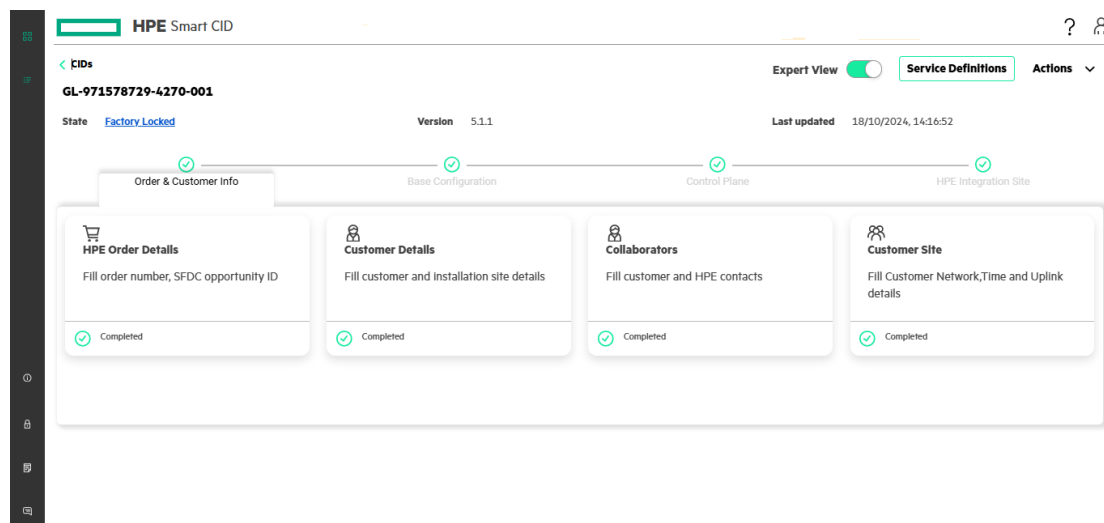 HPE Smart CID
?
CIDs
Expert View
Service Definitions
Actions
GL-971578729-4270-001
State Factory Locked
Version 5.1.1
Last updated 18/10/2024, 14:16:52
Order & Customer Info
Base Configuration
Control Plane
HPE Integration Site
HPE Order Details
Fill order number, SFDC opportunity ID
Completed
Customer Details
Fill customer and installation site details
Completed
Collaborators
Fill customer and HPE contacts
Completed
Customer Site
Fill Customer Network,Time and Uplink
details
Completed